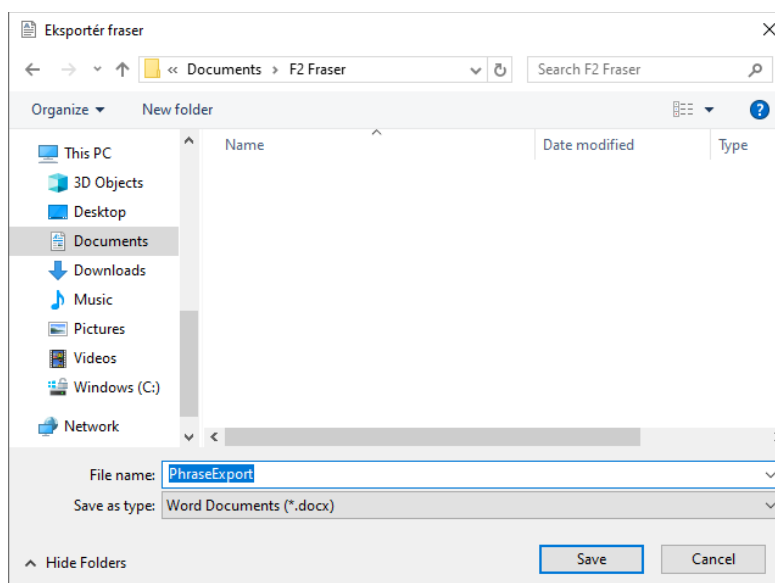 Eksportér fraser
« Documents › F2 Fraser
Search F2 Fraser
Organize
New folder
?
Name
Date modified
Type
This PC
3D Objects
Desktop
Documents
Downloads
Music
Pictures
Videos
Windows (C:)
Network
File name: PhraseExport
Save as type: Word Documents (*.docx)
Hide Folders
Save
Cancel